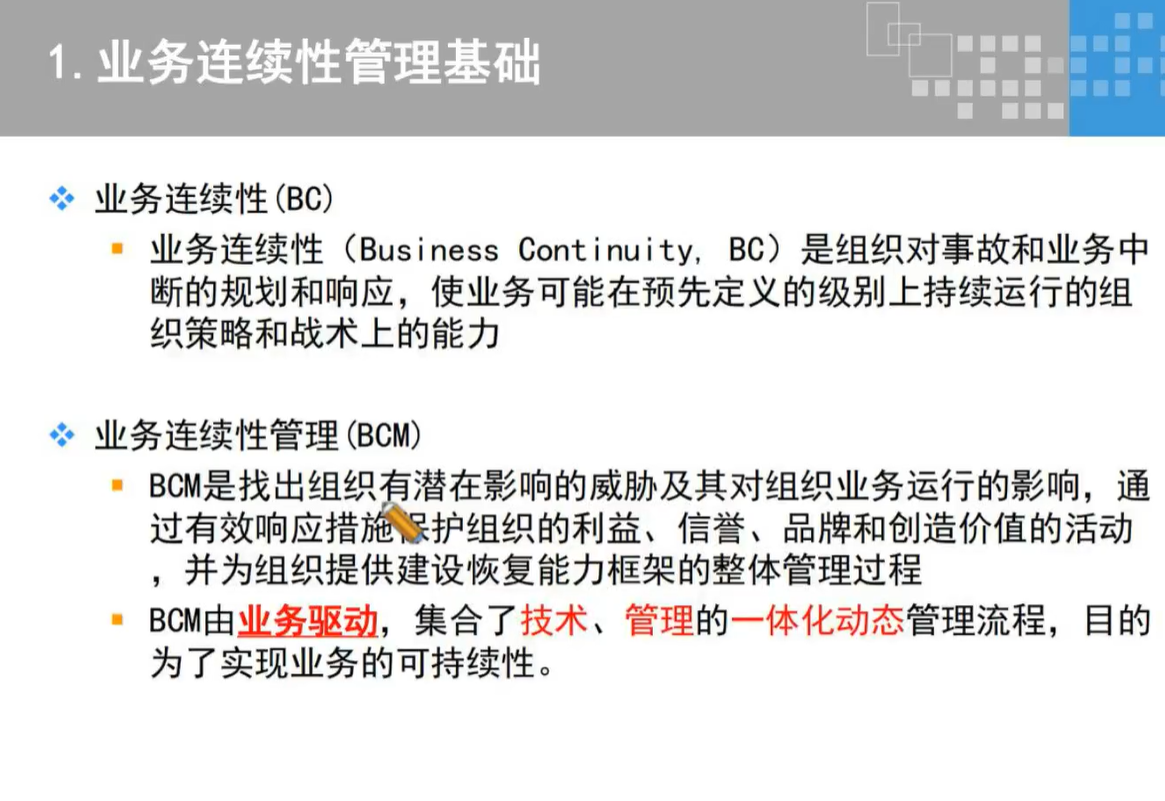 1.业务连续性管理基础
业务连续性(BC)
业务连续性（Business Continuity, BC）是组织对事故和业务中
断的规划和响应，使业务可能在预先定义的级别上持续运行的组
织策略和战术上的能力
业务连续性管理(BCM)
BCM是找出组织有潜在影响的威胁及其对组织业务运行的影响，通
过有效响应措施保护组织的利益、信誉、品牌和创造价值的活动
，并为组织提供建设恢复能力框架的整体管理过程
BCM由业务驱动，集合了技术、管理的一体化动态管理流程，目的
为了实现业务的可持续性。